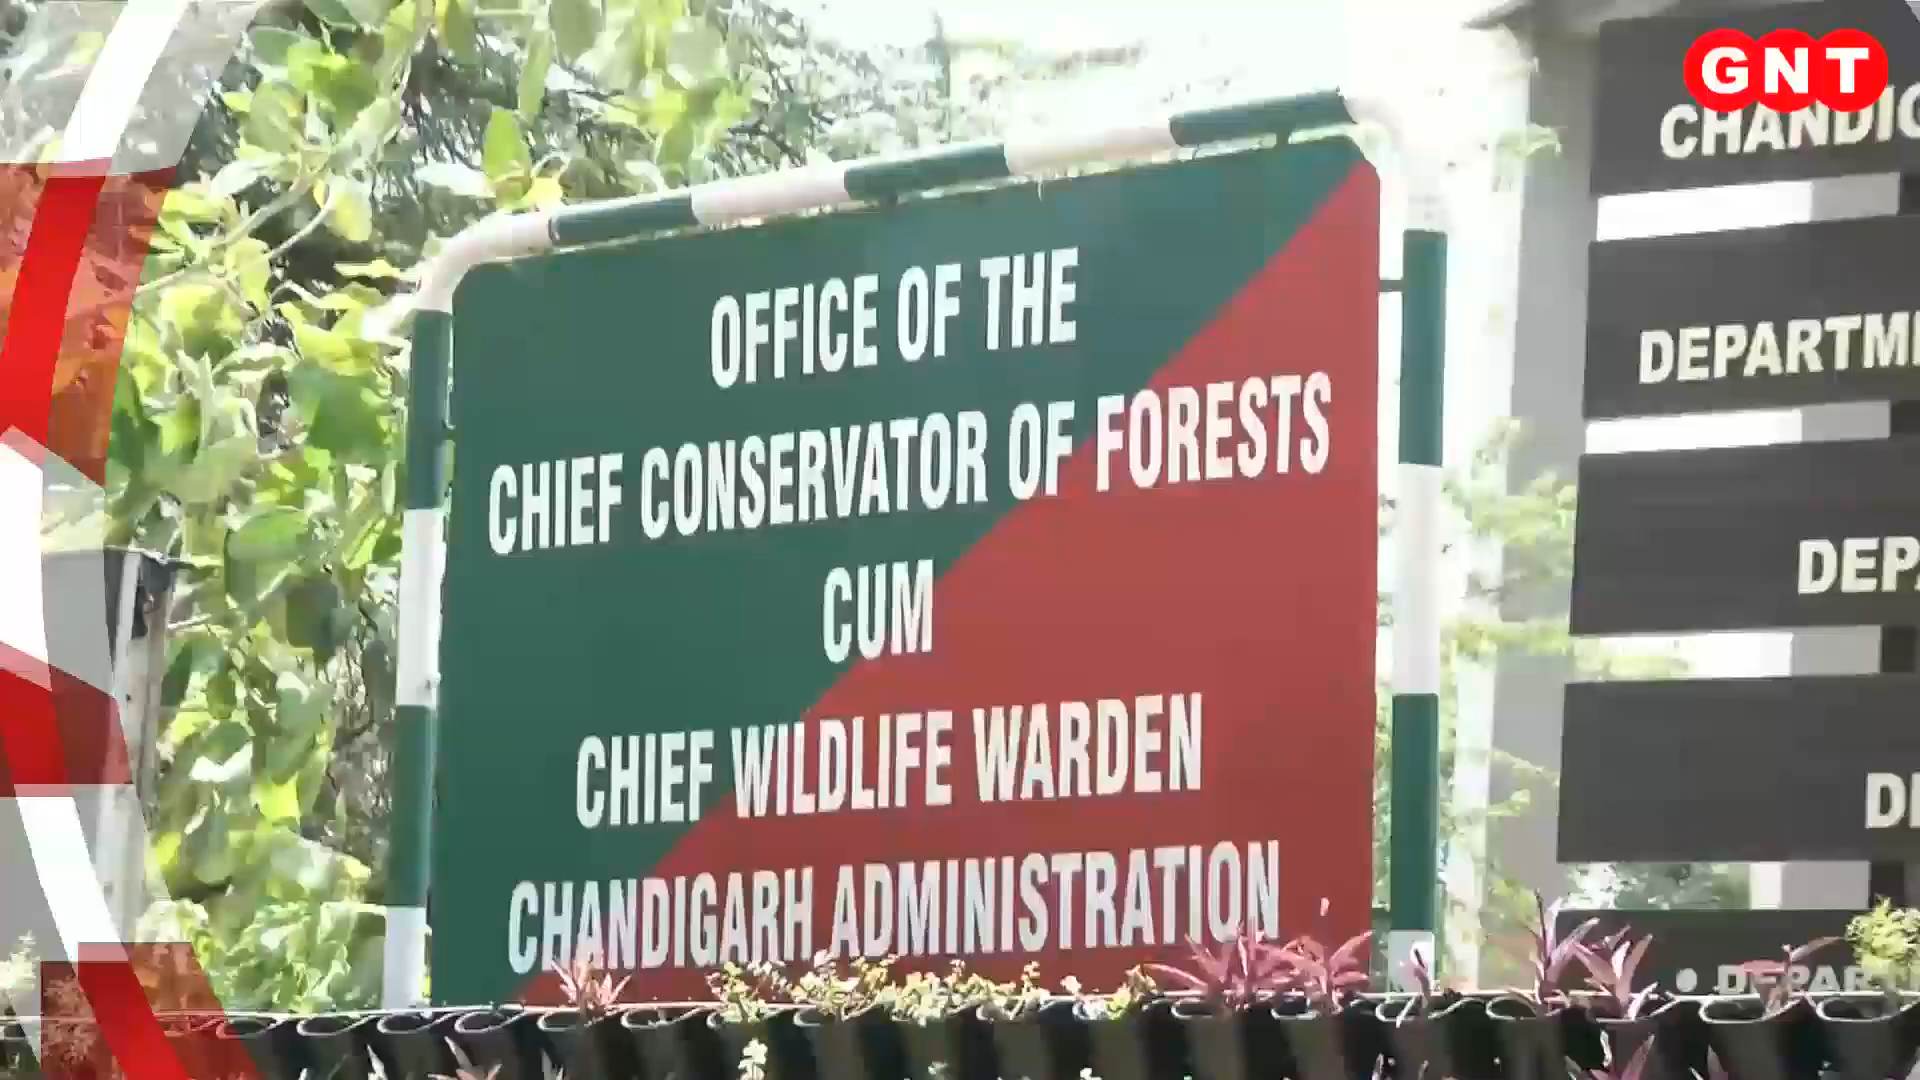 GNT
OFFICE OF THE
CHIEF CONSERVATOR OF FORESTS
CUM
CHIEF WILDLIFE WARDEN
CHANDIGARH ADMINISTRATION